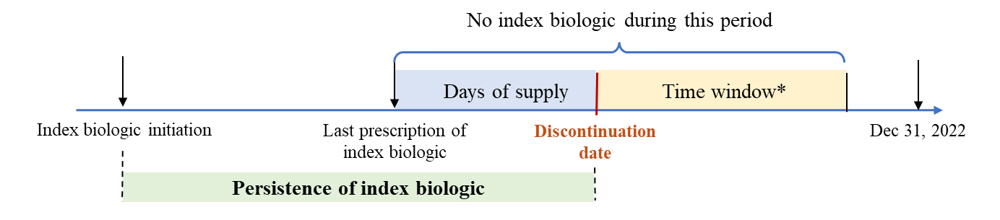 No index biologic during this period
Days of supply
Time window*
Index biologic initiation
Last prescription of
index biologic
Discontinuation
date
Dec 31, 2022
Persistence of index biologic